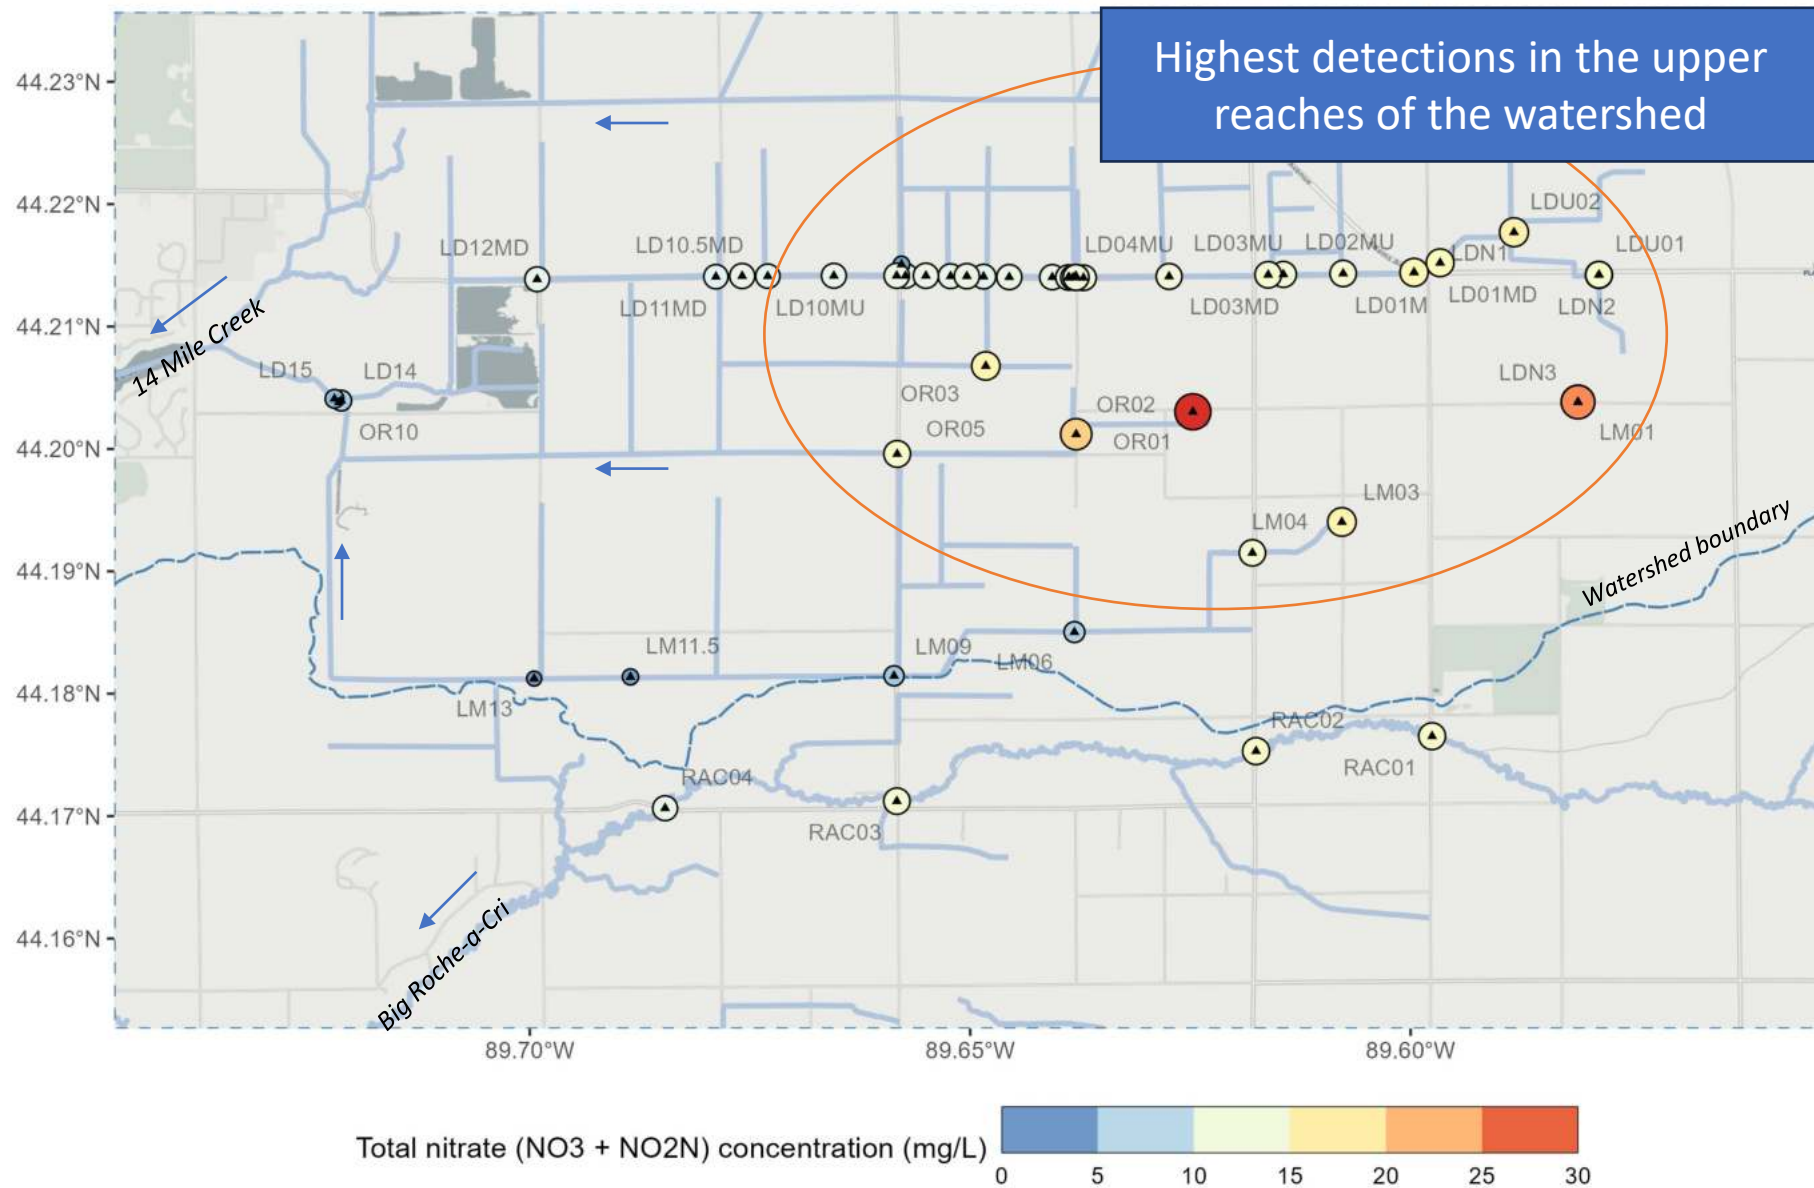 Highest detections in the upper
reaches of the watershed
44.23°N
44.22°N
44.21°N
44.20°N
44.19°N
44.18°N
44.17°N
44.16°N
LDU02
LD12MD
LD10.5MD
LD04MU
LD03MU
LD02MU
LDN1
LDU01
LD11MD
LD10MU
LD03MD
LD01M
LD01MD
LDN2
14 Mile Creek
LD15
LD14
OR10
OR03
OR02
LDN3
OR05
OR01
LM01
LM03
LM04
Watershed boundary
LM11.5
LM09
LM06
LM13
RAC02
RAC04
RAC01
RAC03
Big Roche-a-Cri
89.70°W
89.65°W
89.60°W
Total nitrate (NO3 + NO2N) concentration (mg/L)
0 5 10 15 20 25 30